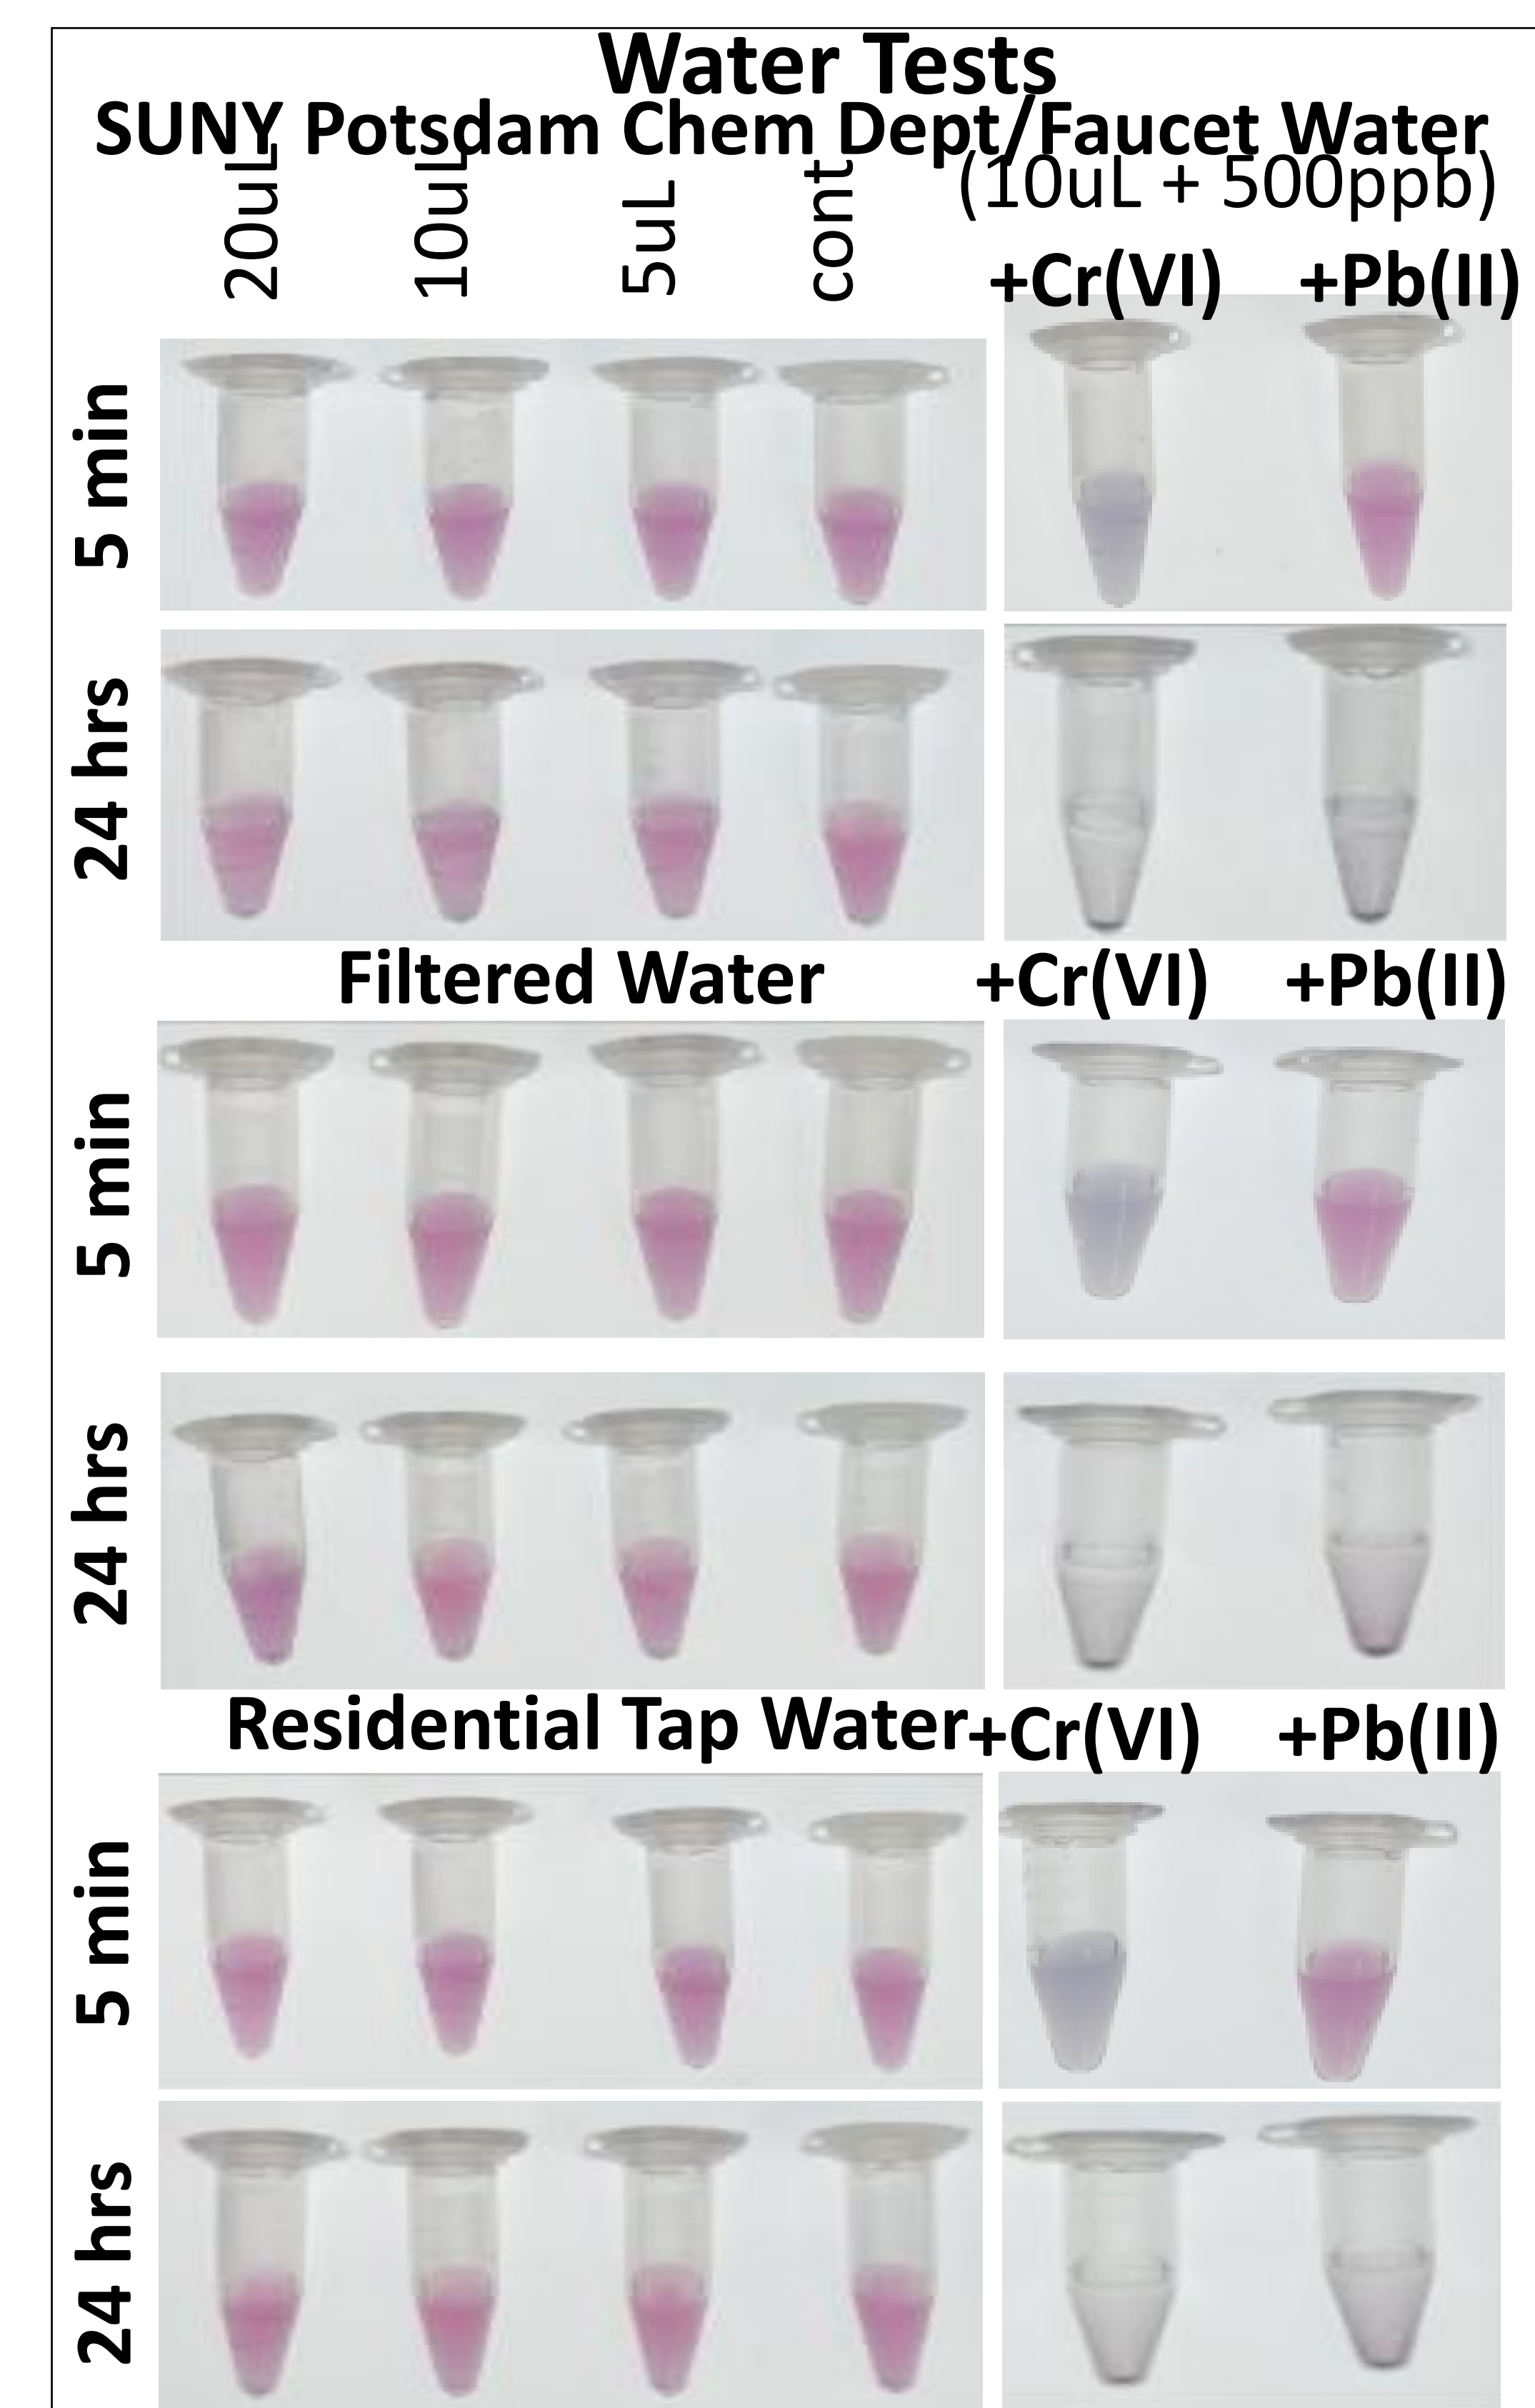 Water Tests
SUNY Potsdam Chem Dept/Faucet Water
(10uL + 500ppb)
20uL 10uL 5uL cont +Cr(VI) +Pb(II)
5 min
24 hrs
Filtered Water +Cr(VI) +Pb(II)
5 min
24 hrs
Residential Tap Water +Cr(VI) +Pb(II)
5 min
24 hrs